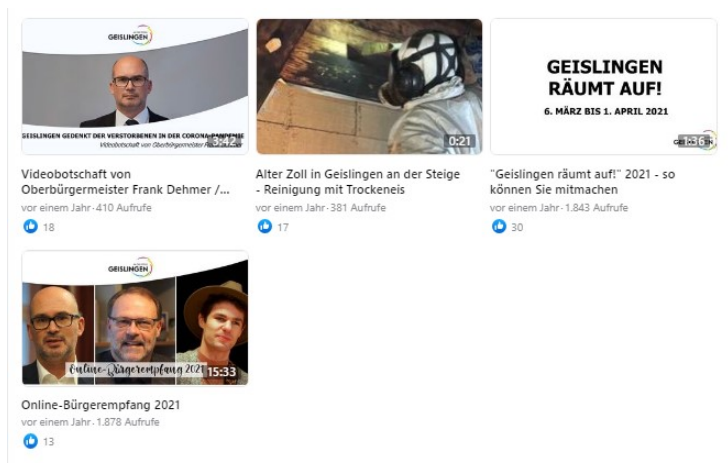 GEISLINGEN
GEISLINGEN GEDENKT DER VERSTORBENEN IN DER CORONA-PANDEMIE
Videobotschaft von Oberbürgermeister
3:42
Videobotschaft von
Oberbürgermeister Frank Dehmer /...
vor einem Jahr · 410 Aufrufe
18
0:21
Alter Zoll in Geislingen an der Steige
- Reinigung mit Trockeneis
vor einem Jahr · 381 Aufrufe
17
GEISLINGEN
RÄUMT AUF!
6. MÄRZ BIS 1. APRIL 2021
1:36
"Geislingen räumt auf!" 2021 - so
können Sie mitmachen
vor einem Jahr · 1.843 Aufrufe
30
GEISLINGEN
Online-Bürgerempfang 2021
15:33
Online-Bürgerempfang 2021
vor einem Jahr · 1.878 Aufrufe
13